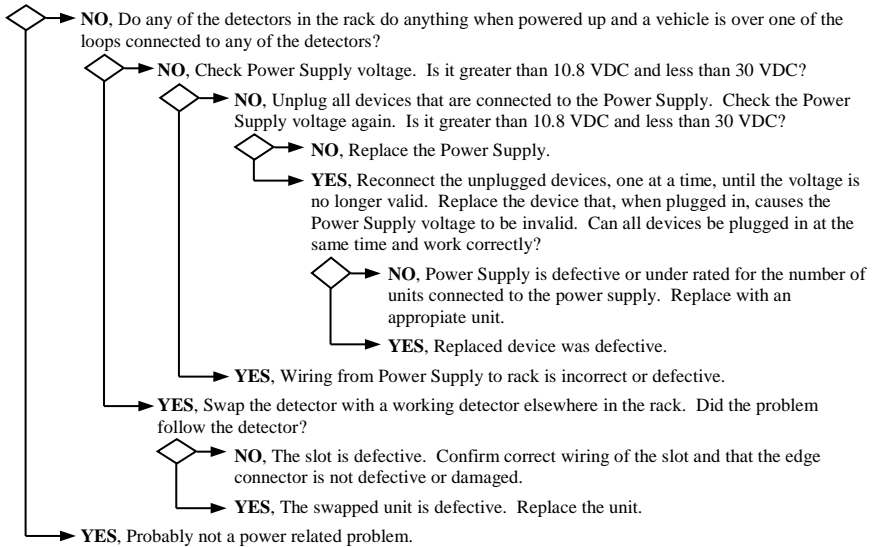 NO, Do any of the detectors in the rack do anything when powered up and a vehicle is over one of the
loops connected to any of the detectors?
NO, Check Power Supply voltage. Is it greater than 10.8 VDC and less than 30 VDC?
NO, Unplug all devices that are connected to the Power Supply. Check the Power
Supply voltage again. Is it greater than 10.8 VDC and less than 30 VDC?
NO, Replace the Power Supply.
YES, Reconnect the unplugged devices, one at a time, until the voltage is
no longer valid. Replace the device that, when plugged in, causes the
Power Supply voltage to be invalid. Can all devices be plugged in at the
same time and work correctly?
NO, Power Supply is defective or under rated for the number of
units connected to the power supply. Replace with an
appropiate unit.
YES, Replaced device was defective.
YES, Wiring from Power Supply to rack is incorrect or defective.
YES, Swap the detector with a working detector elsewhere in the rack. Did the problem
follow the detector?
NO, The slot is defective. Confirm correct wiring of the slot and that the edge
connector is not defective or damaged.
YES, The swapped unit is defective. Replace the unit.
YES, Probably not a power related problem.